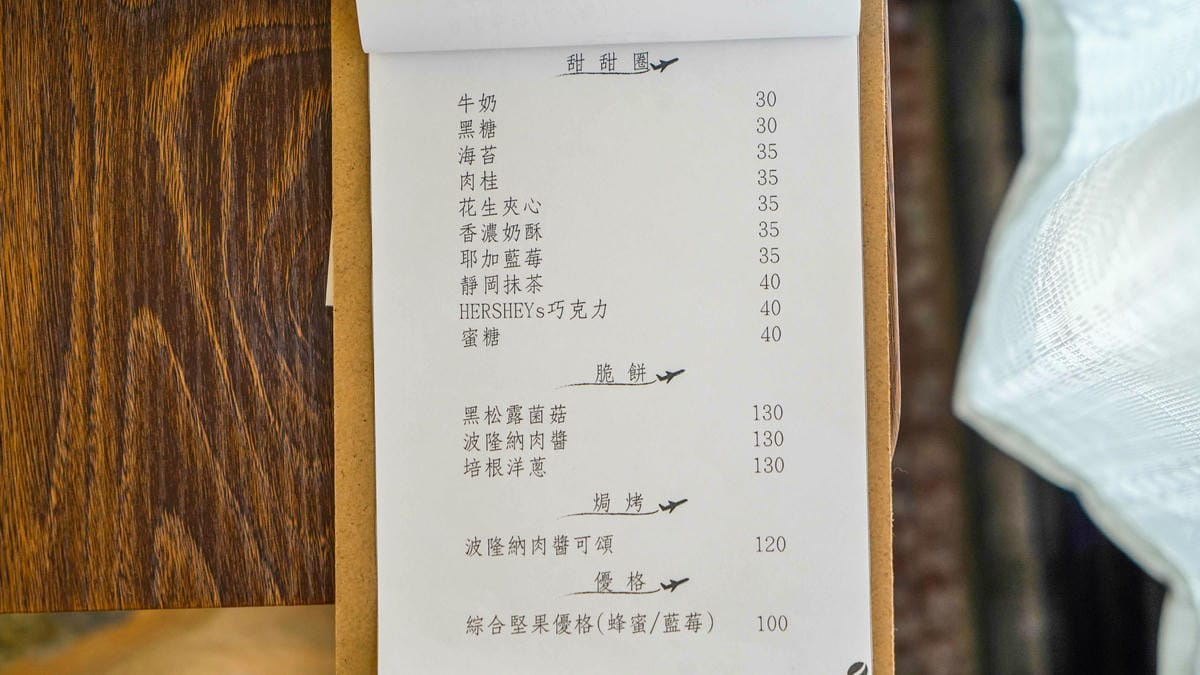 甜甜圈
牛奶 30
黑糖 30
海苔 35
肉桂 35
花生夾心 35
香濃奶酥 35
耶加藍莓 35
靜岡抹茶 40
HERSHEYs巧克力 40
蜜糖 40
脆餅
黑松露菌菇 130
波隆納肉醬 130
培根洋蔥 130
焗烤
波隆納肉醬可頌 120
優格
綜合堅果優格(蜂蜜/藍莓) 100